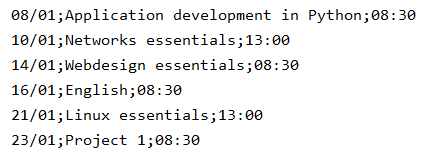 08/01;Application development in Python;08:30
10/01;Networks essentials;13:00
14/01;Webdesign essentials;08:30
16/01;English;08:30
21/01;Linux essentials;13:00
23/01;Project 1;08:30